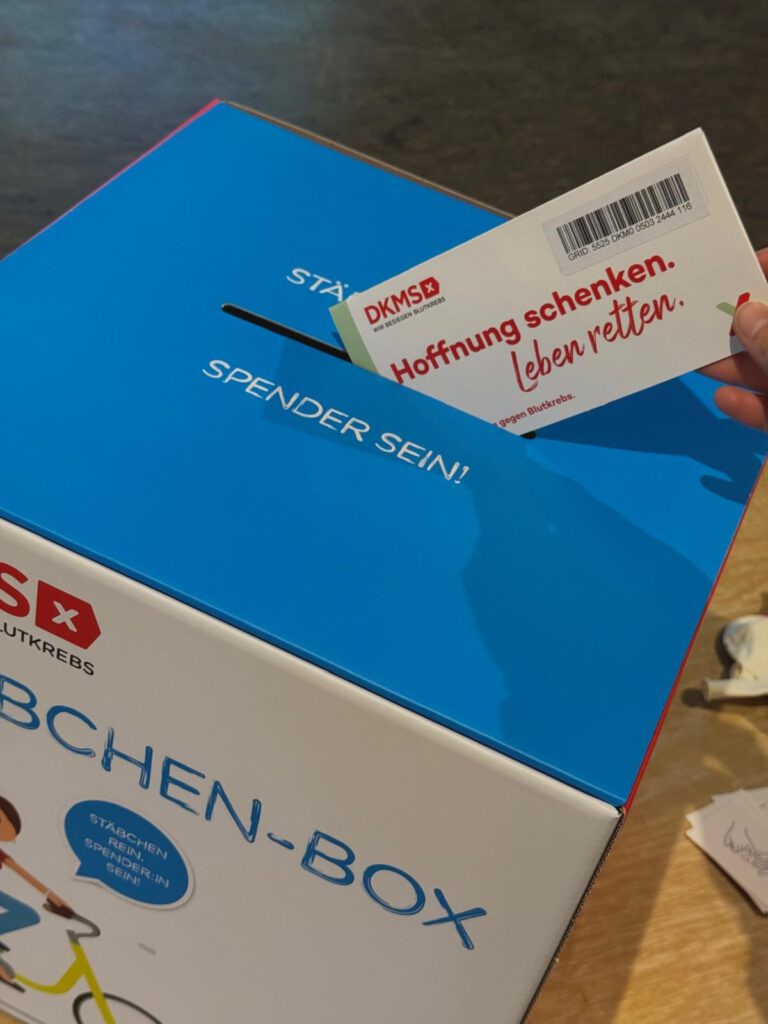 GRID: 5525 DKM0 0503 2444 116
DKMS x
WIR BESIEGEN BLUTKREBS
Hoffnung schenken.
Leben retten.
gegen Blutkrebs.
STÄ
SPENDER SEIN!
S x
LUTKREBS
BCHEN-BOX
STÄBCHEN
REIN,
SPENDER:IN
SEIN!